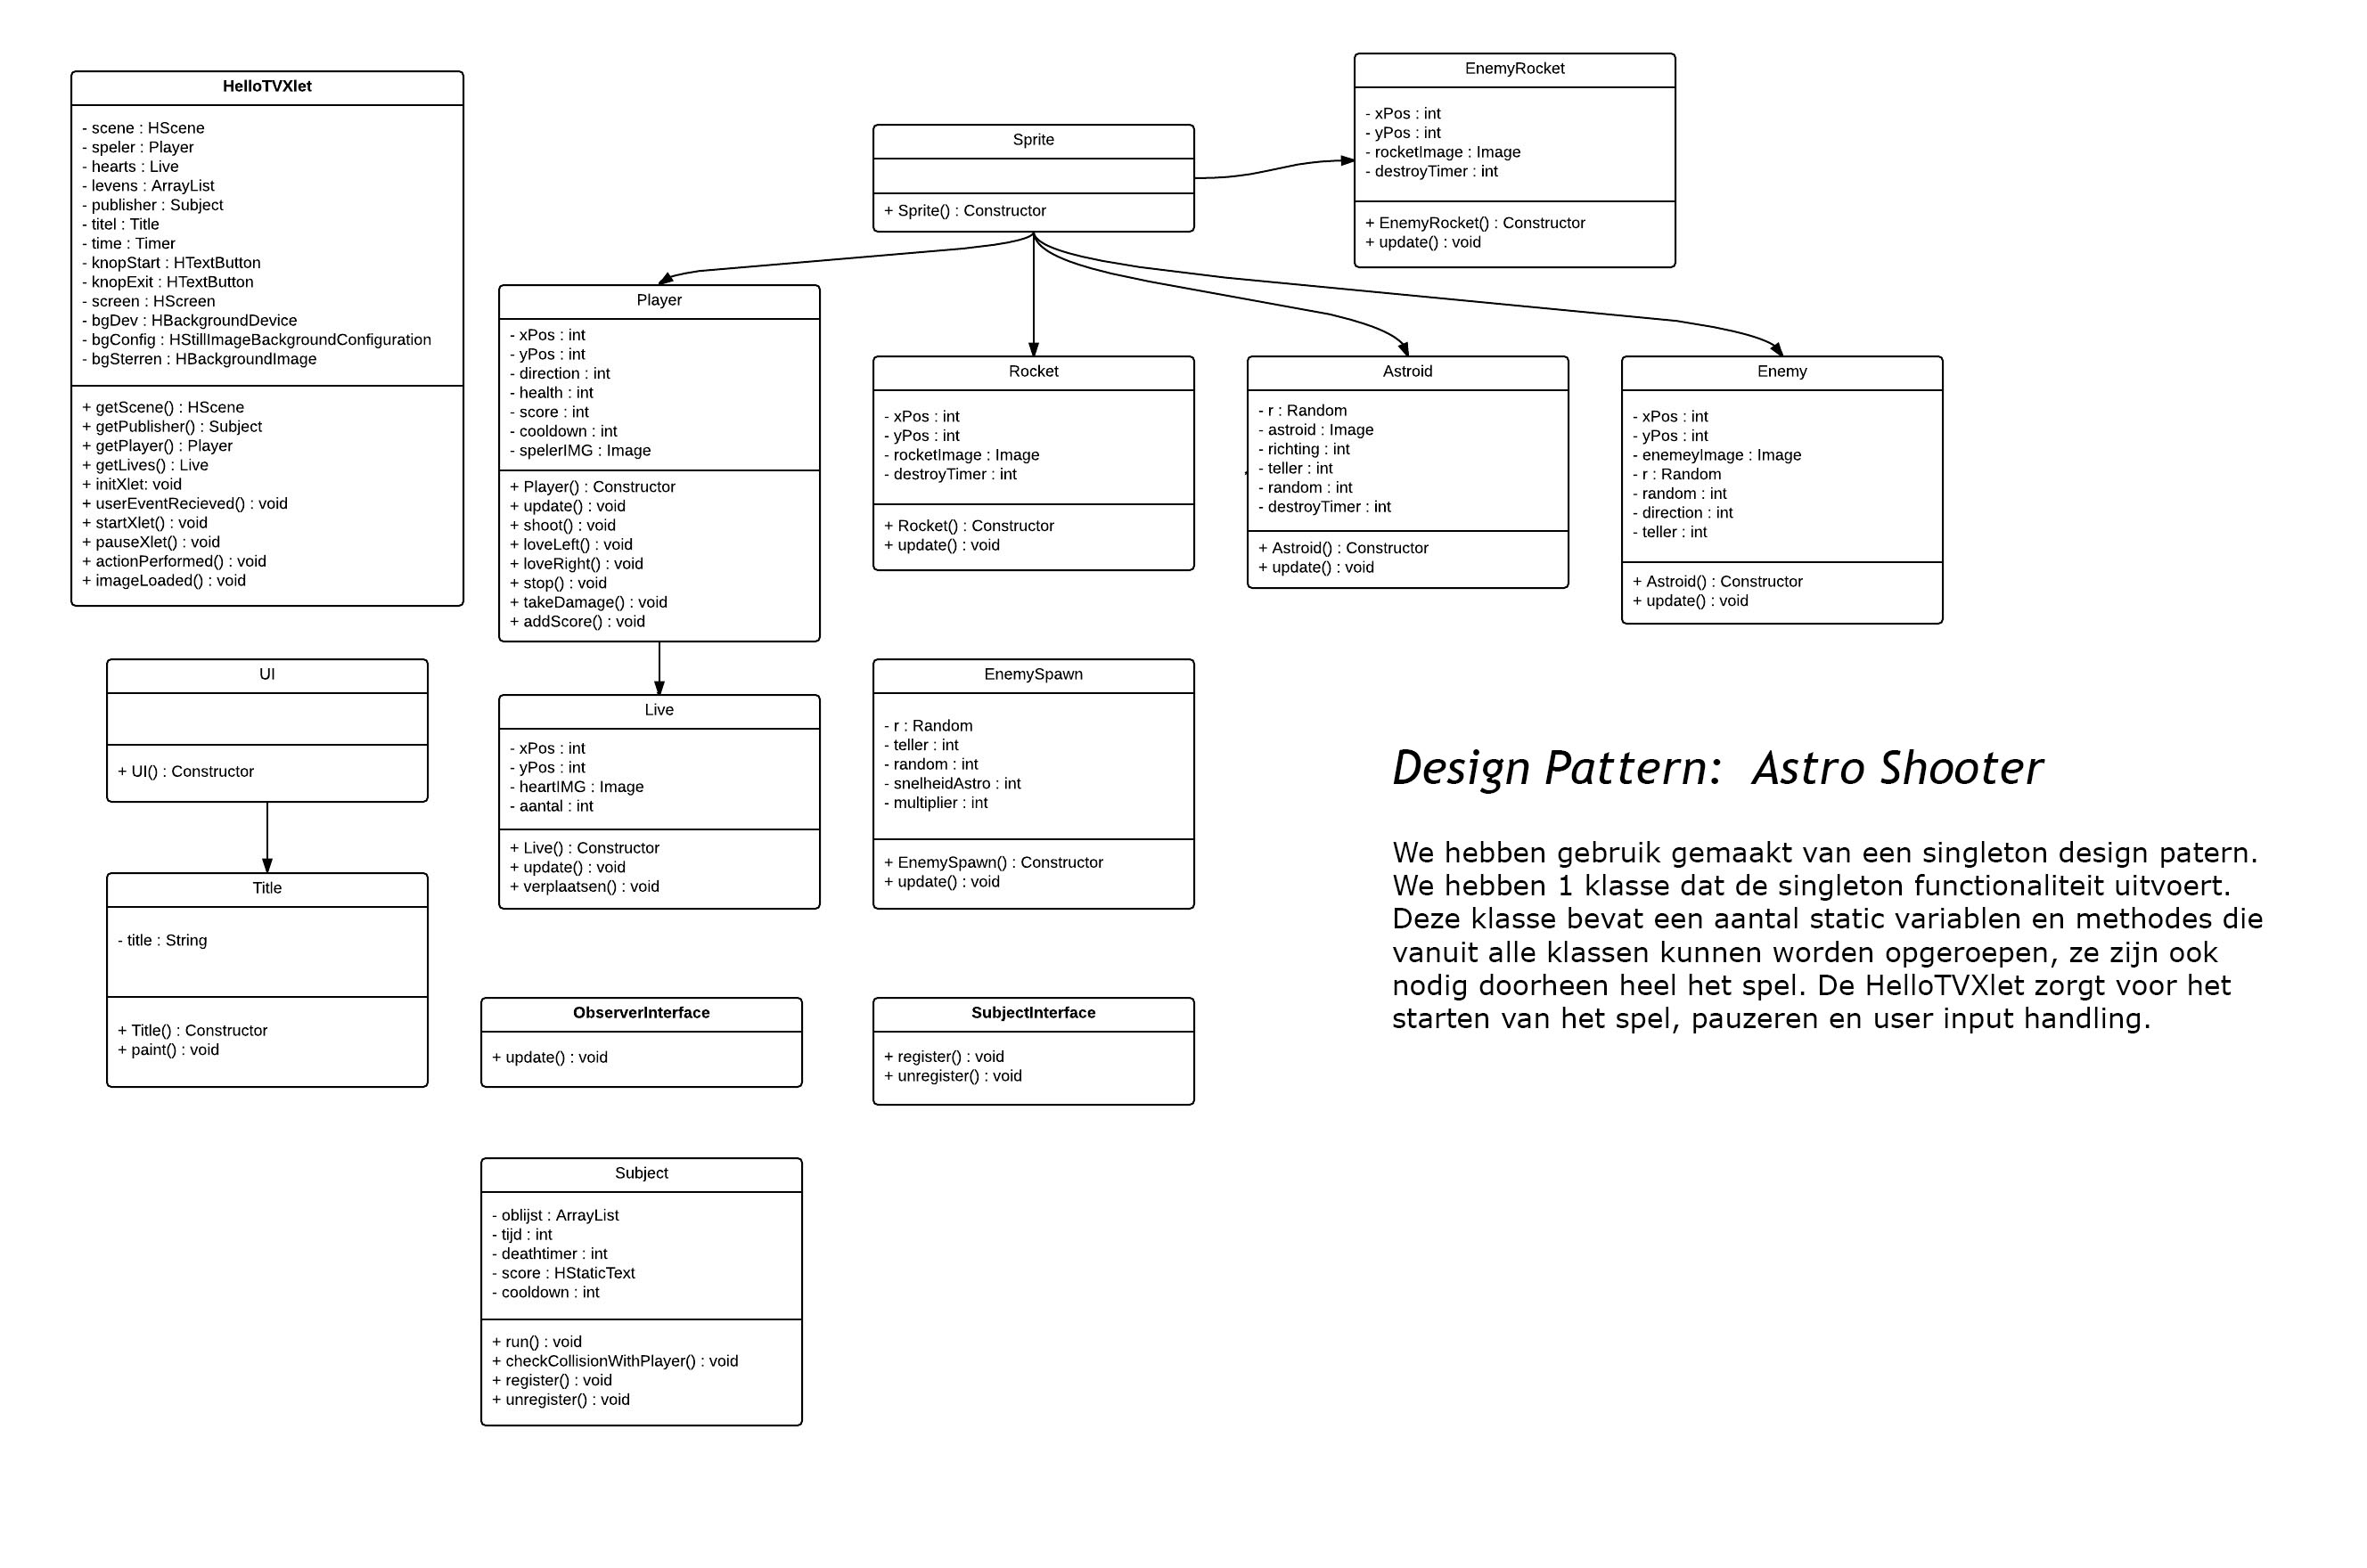 HelloTVXlet
- scene : HScene
- speler : Player
- hearts : Live
- levens : ArrayList
- publisher : Subject
- titel : Title
- time : Timer
- knopStart : HTextButton
- knopExit : HTextButton
- screen : HScreen
- bgDev : HBackgroundDevice
- bgConfig : HStillImageBackgroundConfiguration
- bgSterren : HBackgroundImage
+ getScene() : HScene
+ getPublisher() : Subject
+ getPlayer() : Player
+ getLives() : Live
+ initXlet: void
+ userEventRecieved() : void
+ startXlet() : void
+ pauseXlet() : void
+ actionPerformed() : void
+ imageLoaded() : void
Sprite
+ Sprite() : Constructor
EnemyRocket
- xPos : int
- yPos : int
- rocketImage : Image
- destroyTimer : int
+ EnemyRocket() : Constructor
+ update() : void
Player
- xPos : int
- yPos : int
- direction : int
- health : int
- score : int
- cooldown : int
- spelerIMG : Image
+ Player() : Constructor
+ update() : void
+ shoot() : void
+ loveLeft() : void
+ loveRight() : void
+ stop() : void
+ takeDamage() : void
+ addScore() : void
Rocket
- xPos : int
- yPos : int
- rocketImage : Image
- destroyTimer : int
+ Rocket() : Constructor
+ update() : void
Astroid
- r : Random
- astroid : Image
- richting : int
- teller : int
- random : int
- destroyTimer : int
+ Astroid() : Constructor
+ update() : void
Enemy
- xPos : int
- yPos : int
- enemeyImage : Image
- r : Random
- random : int
- direction : int
- teller : int
+ Astroid() : Constructor
+ update() : void
UI
+ UI() : Constructor
Live
- xPos : int
- yPos : int
- heartIMG : Image
- aantal : int
+ Live() : Constructor
+ update() : void
+ verplaatsen() : void
EnemySpawn
- r : Random
- teller : int
- random : int
- snelheidAstro : int
- multiplier : int
+ EnemySpawn() : Constructor
+ update() : void
Design Pattern: Astro Shooter
We hebben gebruik gemaakt van een singleton design patern.
We hebben 1 klasse dat de singleton functionaliteit uitvoert.
Deze klasse bevat een aantal static variablen en methodes die
vanuit alle klassen kunnen worden opgeroepen, ze zijn ook
nodig doorheen heel het spel. De HelloTVXlet zorgt voor het
starten van het spel, pauzeren en user input handling.
Title
- title : String
+ Title() : Constructor
+ paint() : void
ObserverInterface
+ update() : void
SubjectInterface
+ register() : void
+ unregister() : void
Subject
- oblijst : ArrayList
- tijd : int
- deathtimer : int
- score : HStaticText
- cooldown : int
+ run() : void
+ checkCollisionWithPlayer() : void
+ register() : void
+ unregister() : void